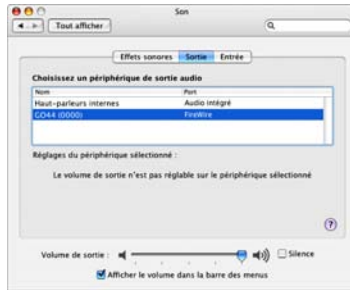 Son
Tout afficher
Effets sonores Sortie Entrée
Choisissez un périphérique de sortie audio
Nom Port
Haut-parleurs internes Audio intégré
GO44 (0000) FireWire
Réglages du périphérique sélectionné :
Le volume de sortie n'est pas réglable sur le périphérique sélectionné
?
Volume de sortie : Silence
Afficher le volume dans la barre des menus